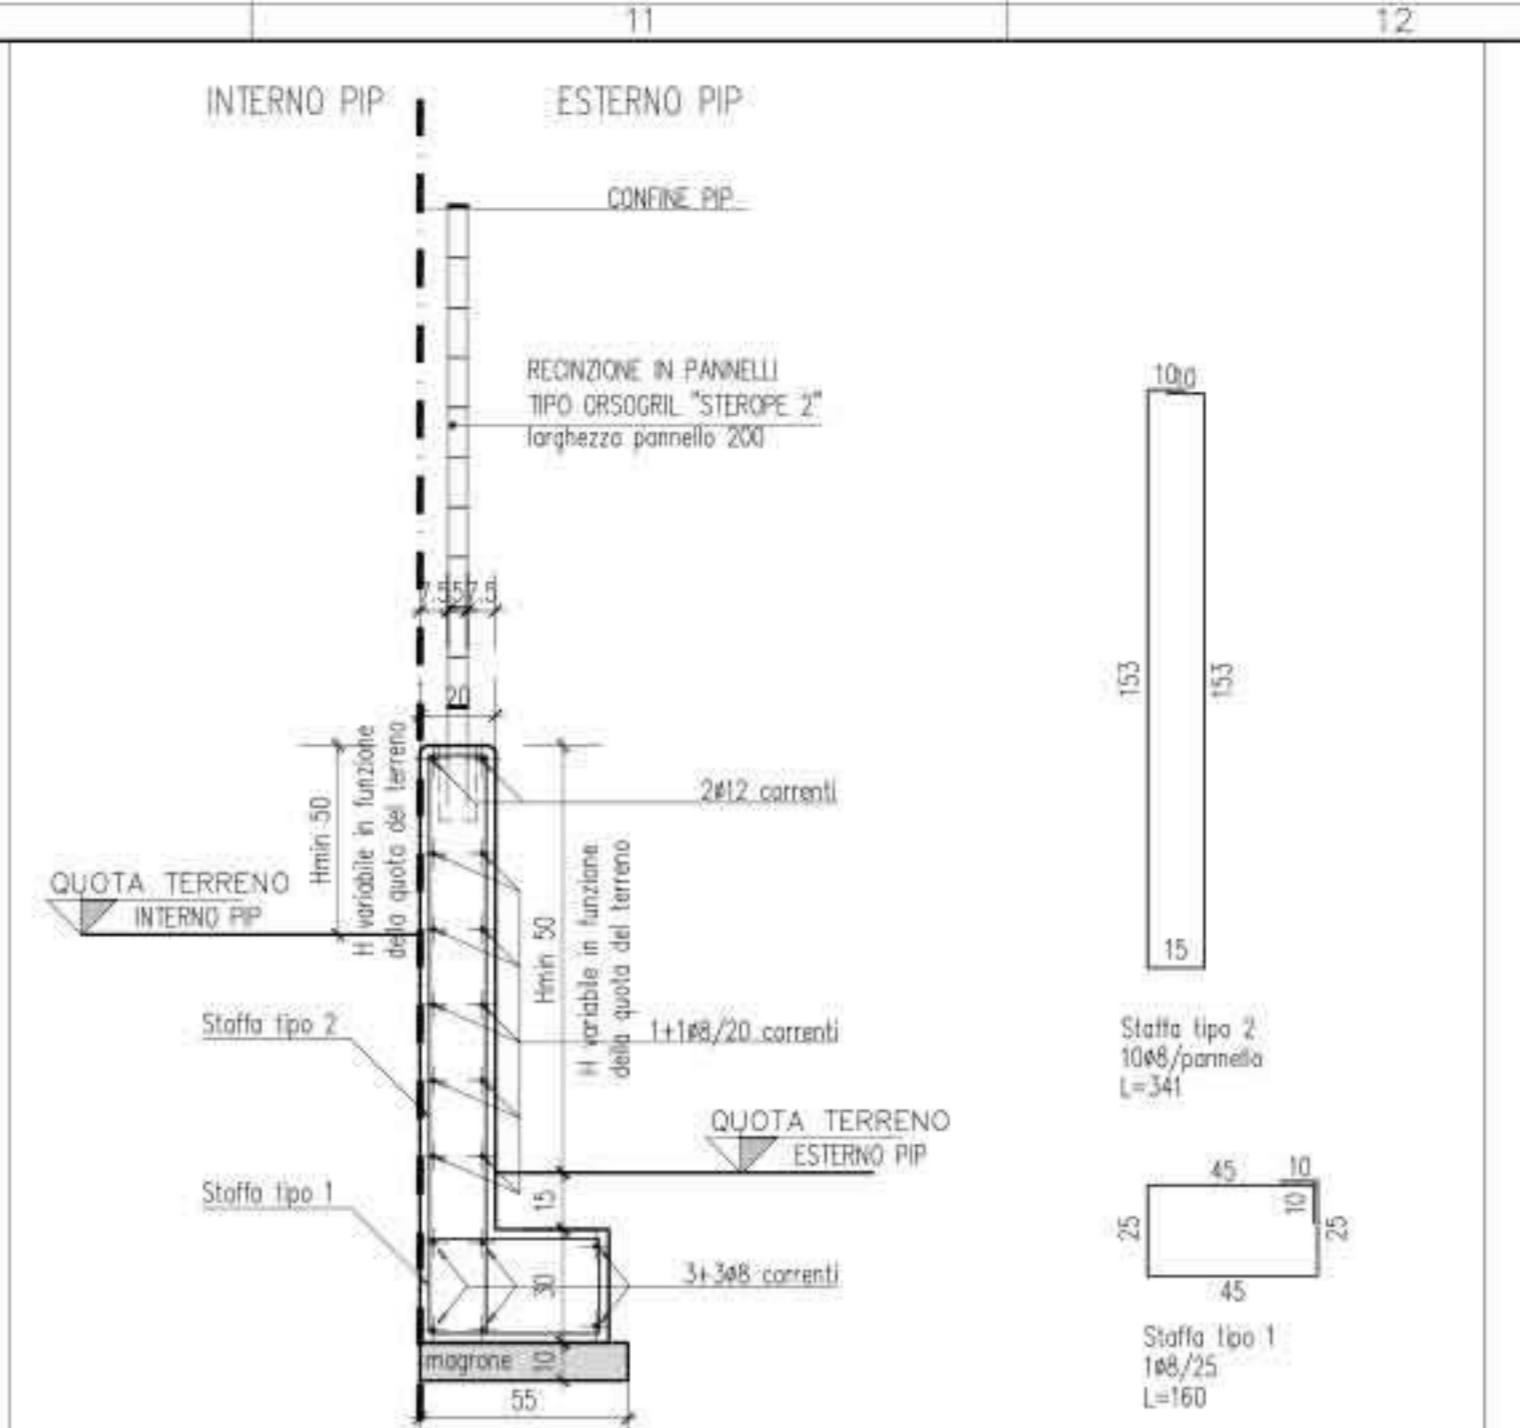 11
12
INTERNO PIP
ESTERNO PIP
CONFINE PIP
RECINZIONE IN PANNELLI
TIPO ORSOGRIL "STEROPE 2"
larghezza pannello 200
7.5 5 7.5
20
Hmin 50
H variabile in funzione
della quota del terreno
2ø12 correnti
QUOTA TERRENO
INTERNO PIP
Hmin 50
H variabile in funzione
della quota del terreno
Staffa tipo 2
1+1ø8/20 correnti
QUOTA TERRENO
ESTERNO PIP
Staffa tipo 1
15
3+3ø8 correnti
30
magrone
10
55
10
10
153
153
15
Staffa tipo 2
10ø8/pannello
L=341
45
10
10
25
25
45
Staffa tipo 1
1ø8/25
L=160